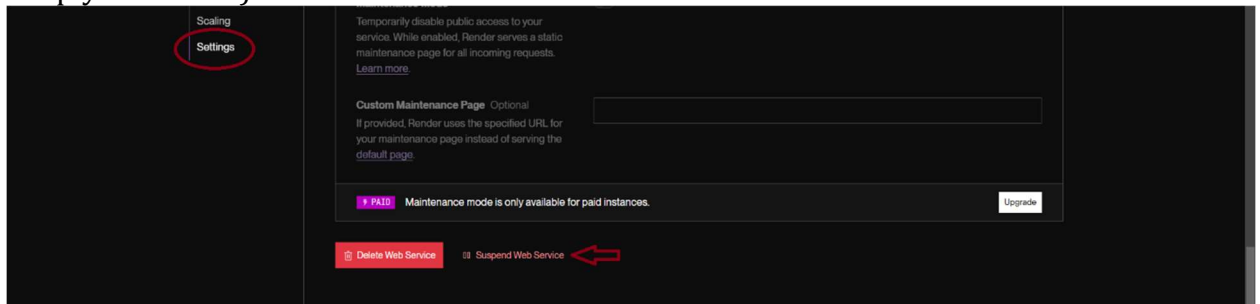 Scaling
Settings
Maintenance Mode
Temporarily disable public access to your
service. While enabled, Render serves a static
maintenance page for all incoming requests.
Learn more.
Custom Maintenance Page Optional
If provided, Render uses the specified URL for
your maintenance page instead of serving the
default page.
PAID Maintenance mode is only available for paid instances.
Upgrade
Delete Web Service
Suspend Web Service